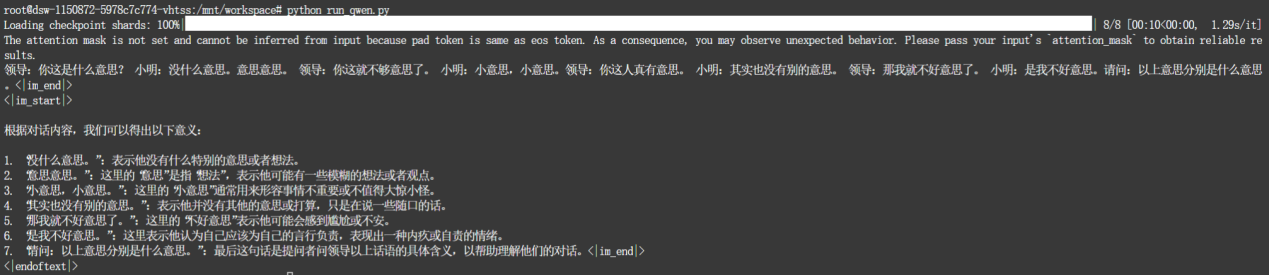 root@dsw-1150872-5978c7c774-vhtss:/mnt/workspace# python run_qwen.py
Loading checkpoint shards: 100%| | 8/8 [00:10<00:00,  1.29s/it]
The attention mask is not set and cannot be inferred from input because pad token is same as eos token. As a consequence, you may observe unexpected behavior. Please pass your input's `attention_mask` to obtain reliable re
sults.
领导：你这是什么意思？ 小明：没什么意思。意思意思。 领导：你这就不够意思了。 小明：小意思，小意思。领导：你这人真有意思。 小明：其实也没有别的意思。 领导：那我就不好意思了。 小明：是我不好意思。请问：以上意思分别是什么意思
。<|im_end|>
<|im_start|>
根据对话内容，我们可以得出以下意义：
1. “没什么意思。”：表示他没有什么特别的意思或者想法。
2. “意思意思。”：这里的“意思”是指“想法”，表示他可能有一些模糊的想法或者观点。
3. “小意思，小意思。”：这里的“小意思”通常用来形容事情不重要或不值得大惊小怪。
4. “其实也没有别的意思。”：表示他并没有其他的意思或打算，只是在说一些随口的话。
5. “那我就不好意思了。”：这里的“不好意思”表示他可能会感到尴尬或不安。
6. “是我不好意思。”：这里表示他认为自己应该为自己的言行负责，表现出一种内疚或自责的情绪。
7. “请问：以上意思分别是什么意思。”：最后这句话是提问者问领导以上话语的具体含义，以帮助理解他们的对话。<|im_end|>
<|endoftext|>